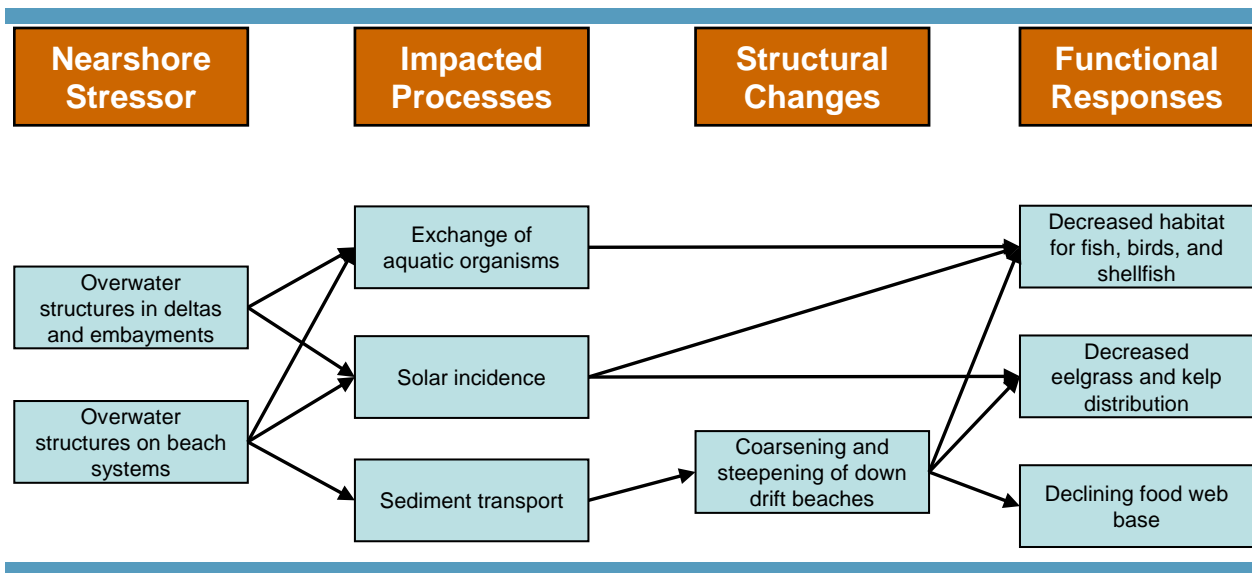 Nearshore
Stressor
Impacted
Processes
Structural
Changes
Functional
Responses
Overwater
structures in deltas
and embayments
Overwater
structures on beach
systems
Exchange of
aquatic organisms
Solar incidence
Sediment transport
Coarsening and
steepening of down
drift beaches
Decreased habitat
for fish, birds, and
shellfish
Decreased
eelgrass and kelp
distribution
Declining food web
base